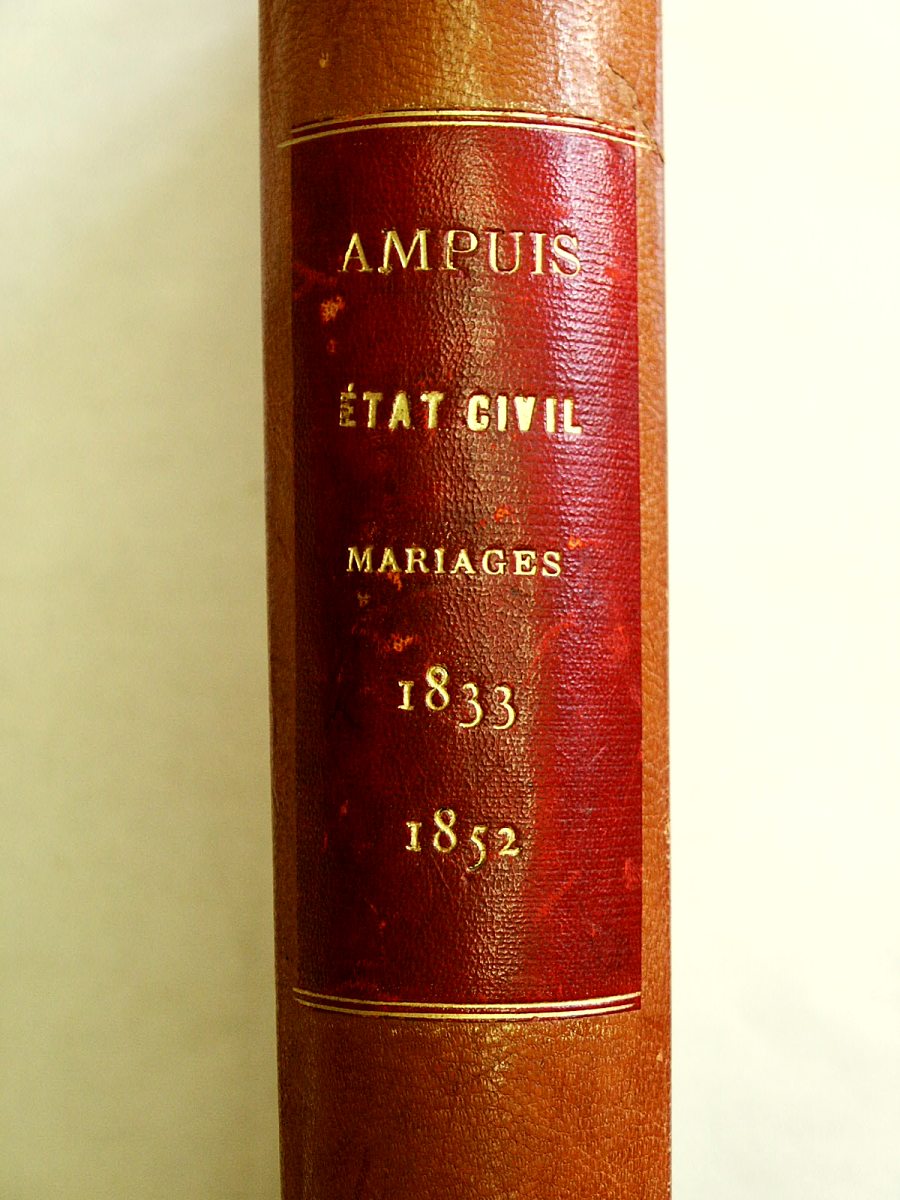 AMPUIS
ÉTAT CIVIL
MARIAGES
1833
1852